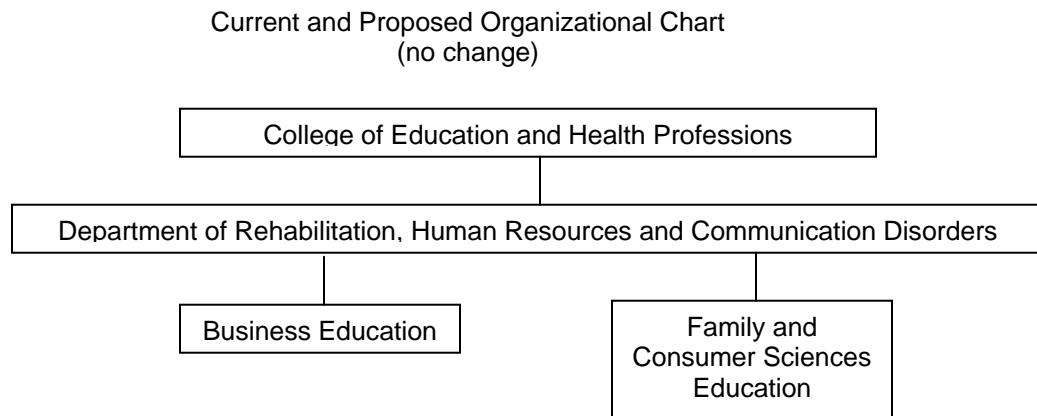 Current and Proposed Organizational Chart
(no change)
College of Education and Health Professions
Department of Rehabilitation, Human Resources and Communication Disorders
Business Education
Family and
Consumer Sciences
Education